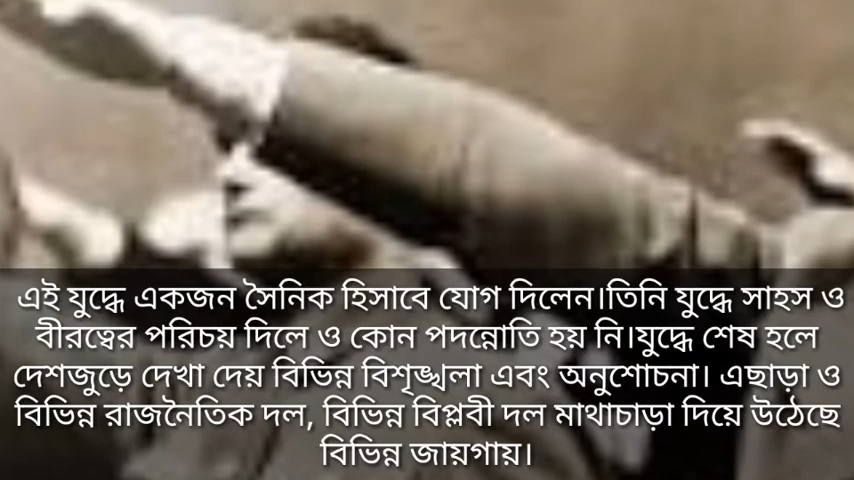 এই যুদ্ধে একজন সৈনিক হিসাবে যোগ দিলেন।তিনি যুদ্ধে সাহস ও
বীরত্বের পরিচয় দিলে ও কোন পদন্নোতি হয় নি।যুদ্ধে শেষ হলে
দেশজুড়ে দেখা দেয় বিভিন্ন বিশৃঙ্খলা এবং অনুশোচনা। এছাড়া ও
বিভিন্ন রাজনৈতিক দল, বিভিন্ন বিপ্লবী দল মাথাচাড়া দিয়ে উঠেছে
বিভিন্ন জায়গায়।